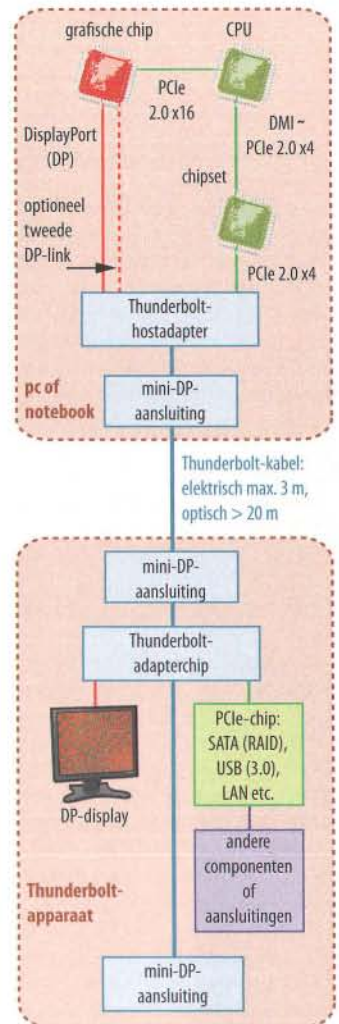 grafische chip
CPU
PCIe
2.0 x16
DisplayPort
(DP)
DMI ~
PCIe 2.0 x4
chipset
optioneel
tweede
DP-link
PCIe 2.0 x4
Thunderbolt-
hostadapter
pc of
notebook
mini-DP-
aansluiting
Thunderbolt-kabel:
elektrisch max. 3 m,
optisch > 20 m
mini-DP-
aansluiting
Thunderbolt-
adapterchip
PCIe-chip:
SATA (RAID),
USB (3.0),
LAN etc.
DP-display
andere
componenten
of
aansluitingen
Thunderbolt-
apparaat
mini-DP-
aansluiting